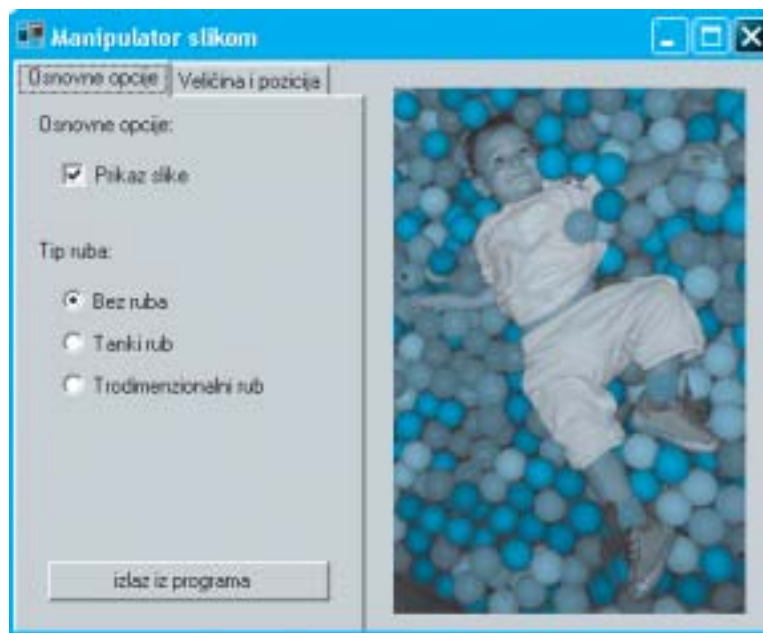 Manipulator slikom
Osnovne opcije Veličina i pozicija
Osnovne opcije:
Prikaz slike
Tip ruba:
Bez ruba
Tanki rub
Trodimenzionalni rub
izlaz iz programa